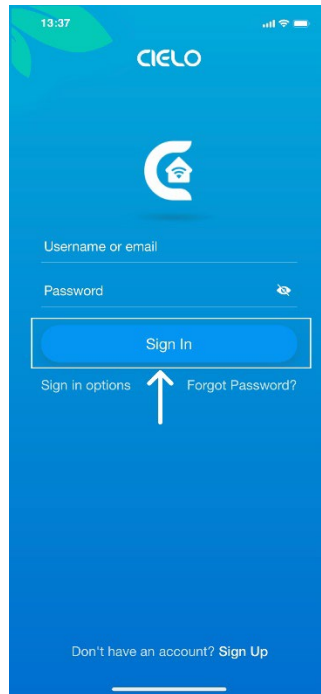 13:37
CIELO
Username or email
Password
Sign In
Sign in options Forgot Password?
Don't have an account? Sign Up